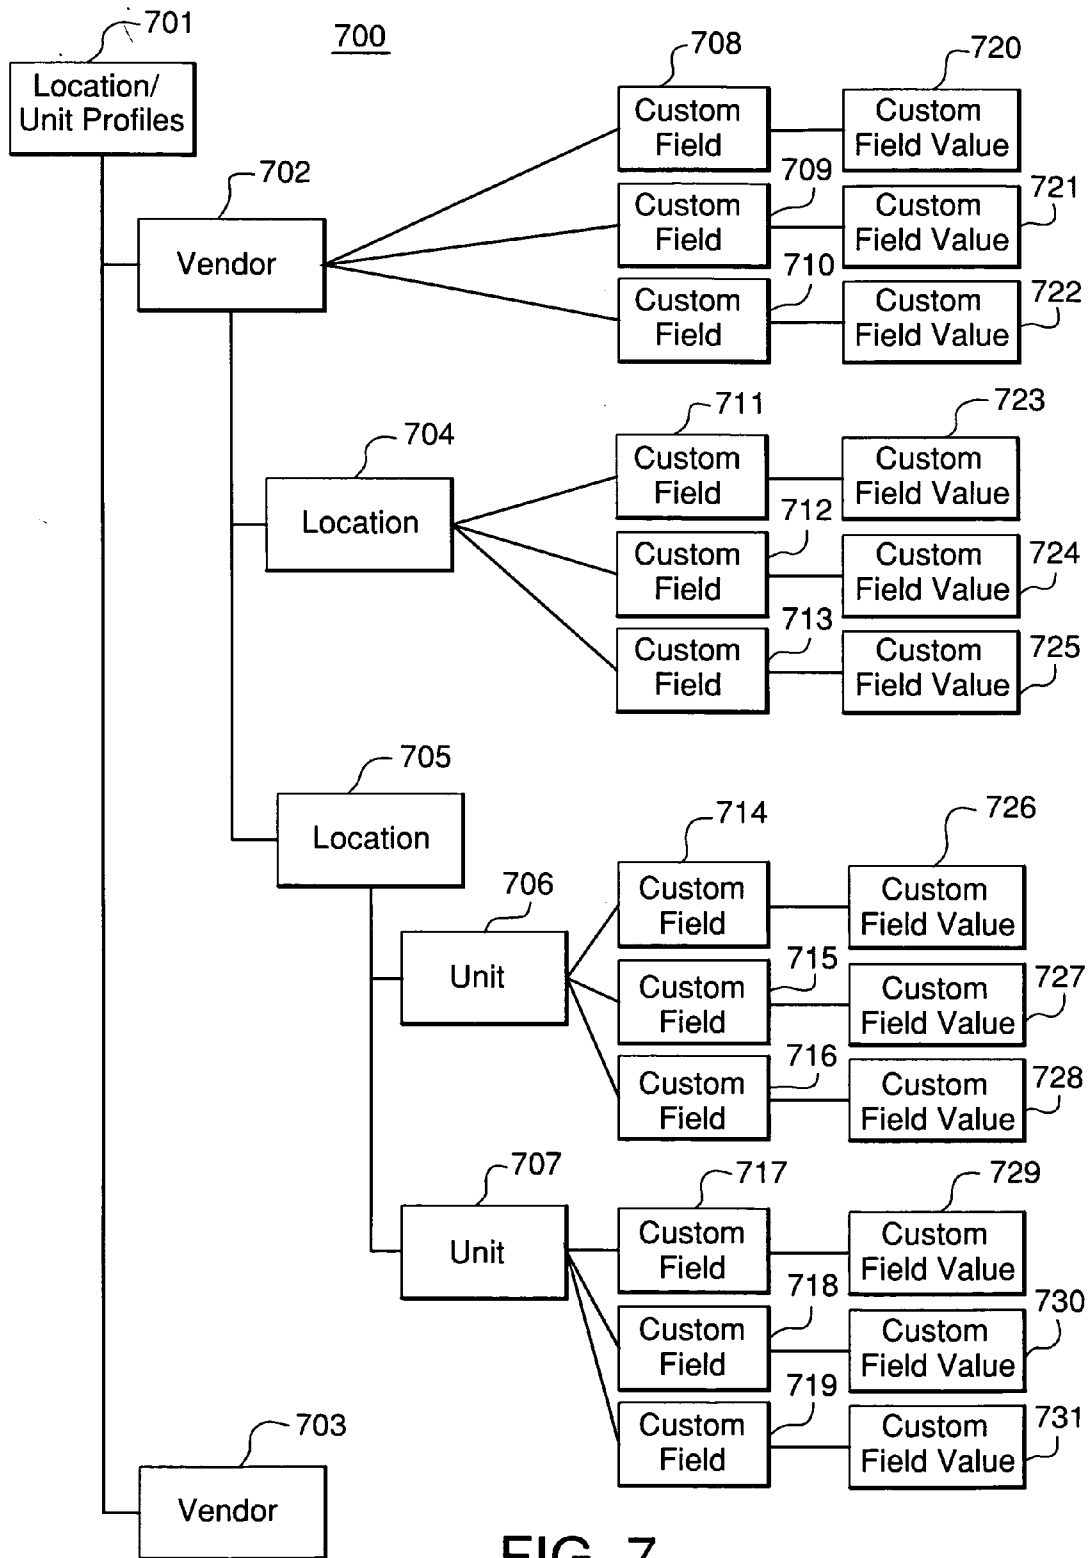 701
700
708
720
Location/
Unit Profiles
Custom
Field
Custom
Field Value
702
709
721
Vendor
Custom
Field
Custom
Field Value
710
722
Custom
Field
Custom
Field Value
711
723
704
Custom
Field
Custom
Field Value
Location
712
724
Custom
Field
Custom
Field Value
713
725
Custom
Field
Custom
Field Value
705
714
726
Location
Custom
Field
Custom
Field Value
706
715
727
Unit
Custom
Field
Custom
Field Value
716
728
Custom
Field
Custom
Field Value
707
717
729
Unit
Custom
Field
Custom
Field Value
718
730
Custom
Field
Custom
Field Value
719
731
Custom
Field
Custom
Field Value
703
Vendor
FIG. 7